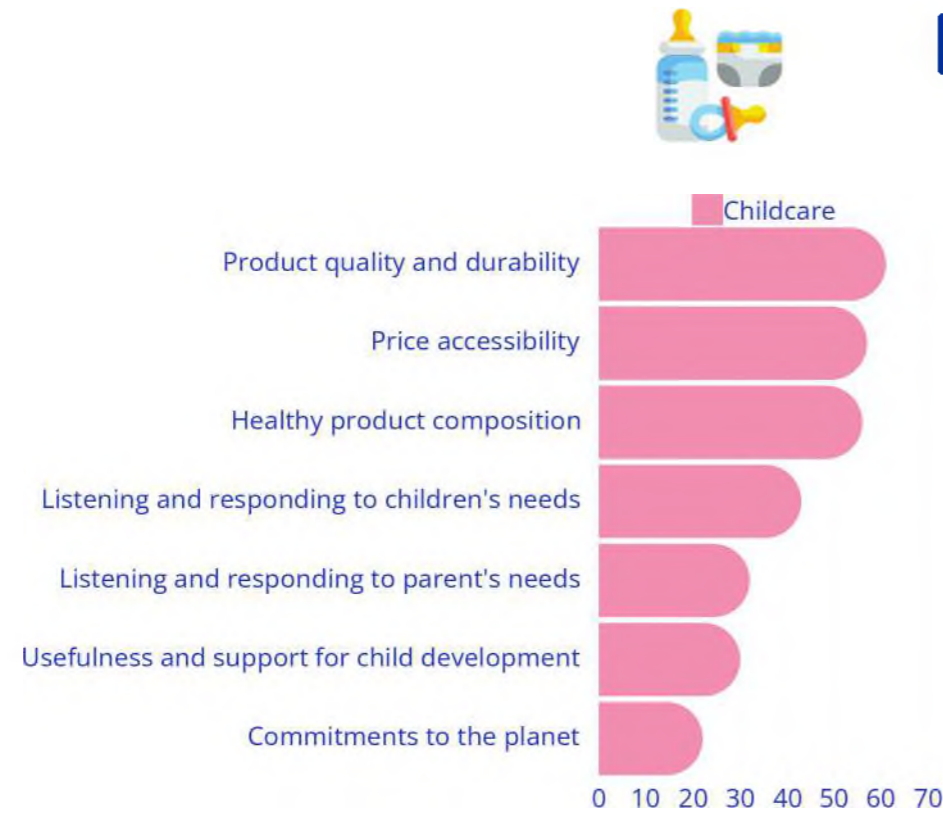 Childcare
Product quality and durability
Price accessibility
Healthy product composition
Listening and responding to children's needs
Listening and responding to parent's needs
Usefulness and support for child development
Commitments to the planet
0 10 20 30 40 50 60 70